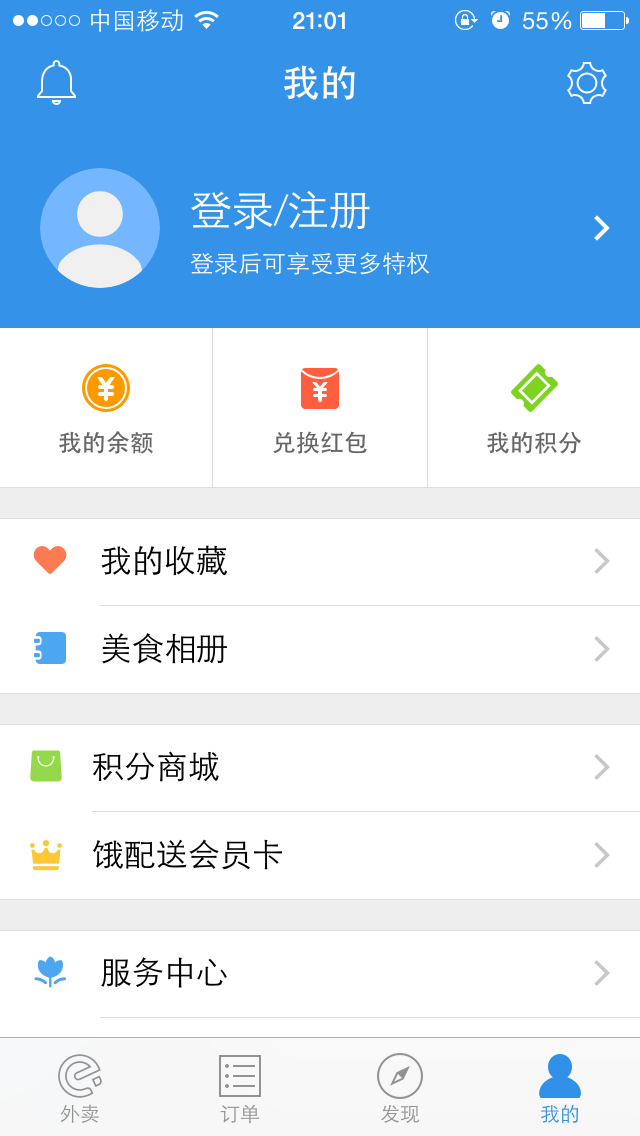 中国移动 21:01 55%
我的
登录/注册
登录后可享受更多特权
我的余额 兑换红包 我的积分
我的收藏
美食相册
积分商城
饿配送会员卡
服务中心
外卖 订单 发现 我的